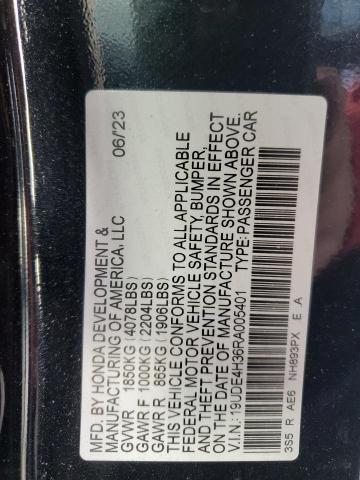 MFD. BY HONDA DEVELOPMENT & 06/23
MANUFACTURING OF AMERICA, LLC
GVWR 1850KG (4078LBS)
GAWR F 1000KG (2204LBS)
GAWR R 865KG (1906LBS)
THIS VEHICLE CONFORMS TO ALL APPLICABLE
FEDERAL MOTOR VEHICLE SAFETY, BUMPER,
AND THEFT PREVENTION STANDARDS IN EFFECT
ON THE DATE OF MANUFACTURE SHOWN ABOVE.
V.I.N.: 19UDE4H36RA005401 TYPE: PASSENGER CAR
3S5 R AE6 NH893PX E A